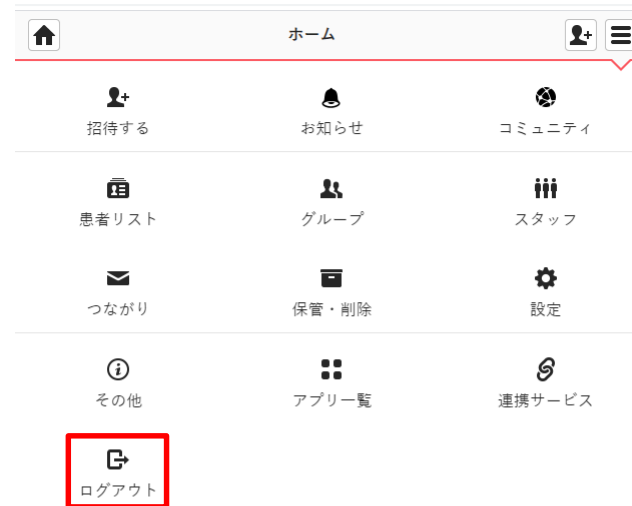 ホーム
招待する
お知らせ
コミュニティ
患者リスト
グループ
スタッフ
つながり
保管・削除
設定
その他
アプリ一覧
連携サービス
ログアウト